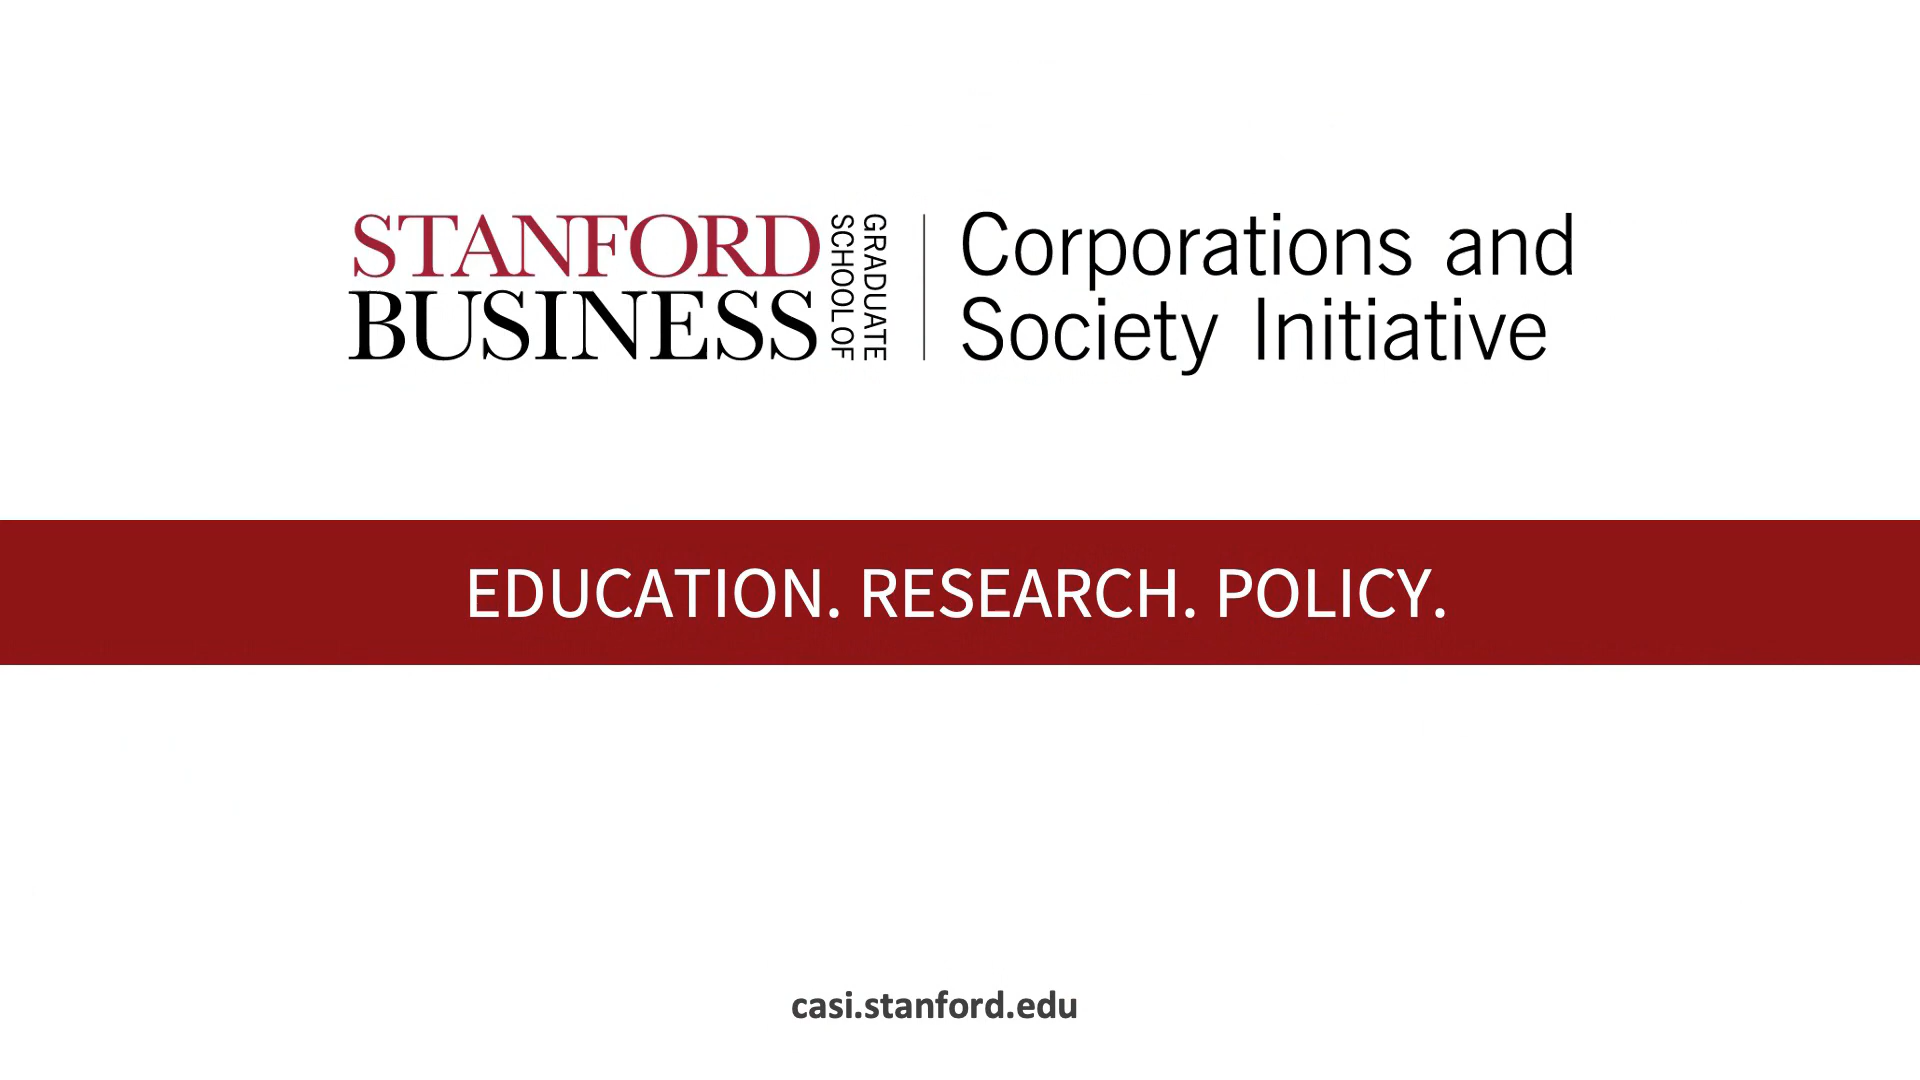 STANFORD
BUSINESS
GRADUATE
SCHOOL OF
Corporations and
Society Initiative
EDUCATION. RESEARCH. POLICY.
casi.stanford.edu